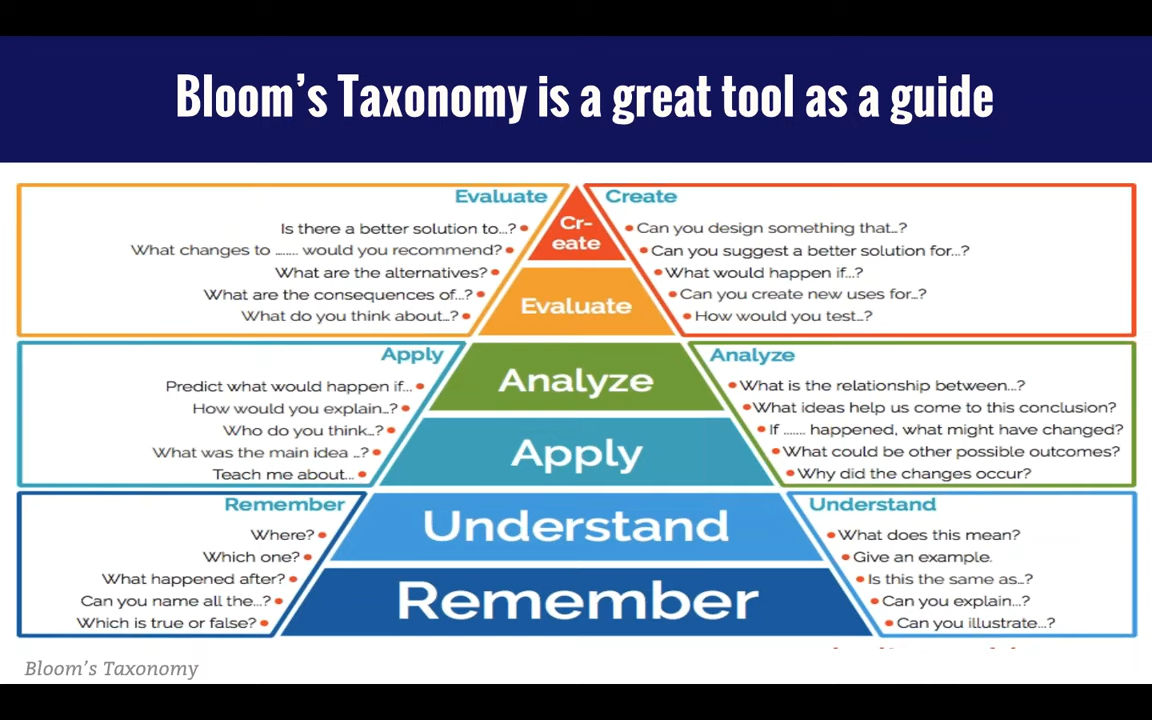 Bloom's Taxonomy is a great tool as a guide
Evaluate
Is there a better solution to...?
What changes to ........ would you recommend?
What are the alternatives?
What are the consequences of...?
What do you think about...?
Cr-
eate
Create
Can you design something that...?
Can you suggest a better solution for...?
What would happen if...?
Can you create new uses for...?
How would you test...?
Evaluate
Apply
Predict what would happen if...
How would you explain...?
Who do you think...?
What was the main idea ...?
Teach me about...
Analyze
Apply
Analyze
What is the relationship between...?
What ideas help us come to this conclusion?
If ....... happened, what might have changed?
What could be other possible outcomes?
Why did the changes occur?
Remember
Where?
Which one?
What happened after?
Can you name all the...?
Which is true or false?
Understand
Remember
Understand
What does this mean?
Give an example.
Is this the same as...?
Can you explain...?
Can you illustrate...?
Bloom's Taxonomy